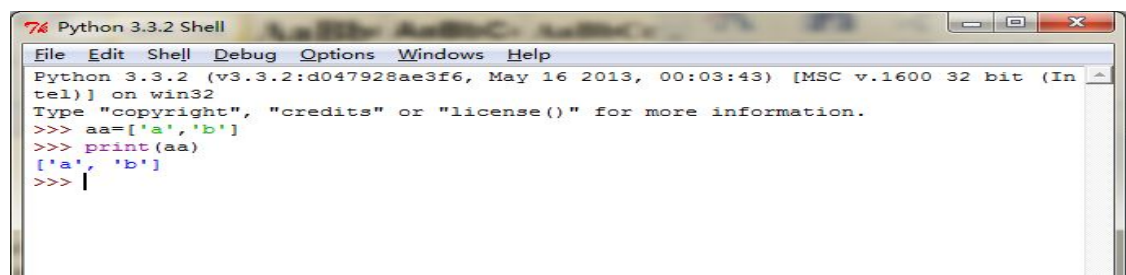 Python 3.3.2 Shell
File Edit Shell Debug Options Windows Help
Python 3.3.2 (v3.3.2:d047928ae3f6, May 16 2013, 00:03:43) [MSC v.1600 32 bit (In
tel)] on win32
Type "copyright", "credits" or "license()" for more information.
>>> aa=['a','b']
>>> print(aa)
['a', 'b']
>>>